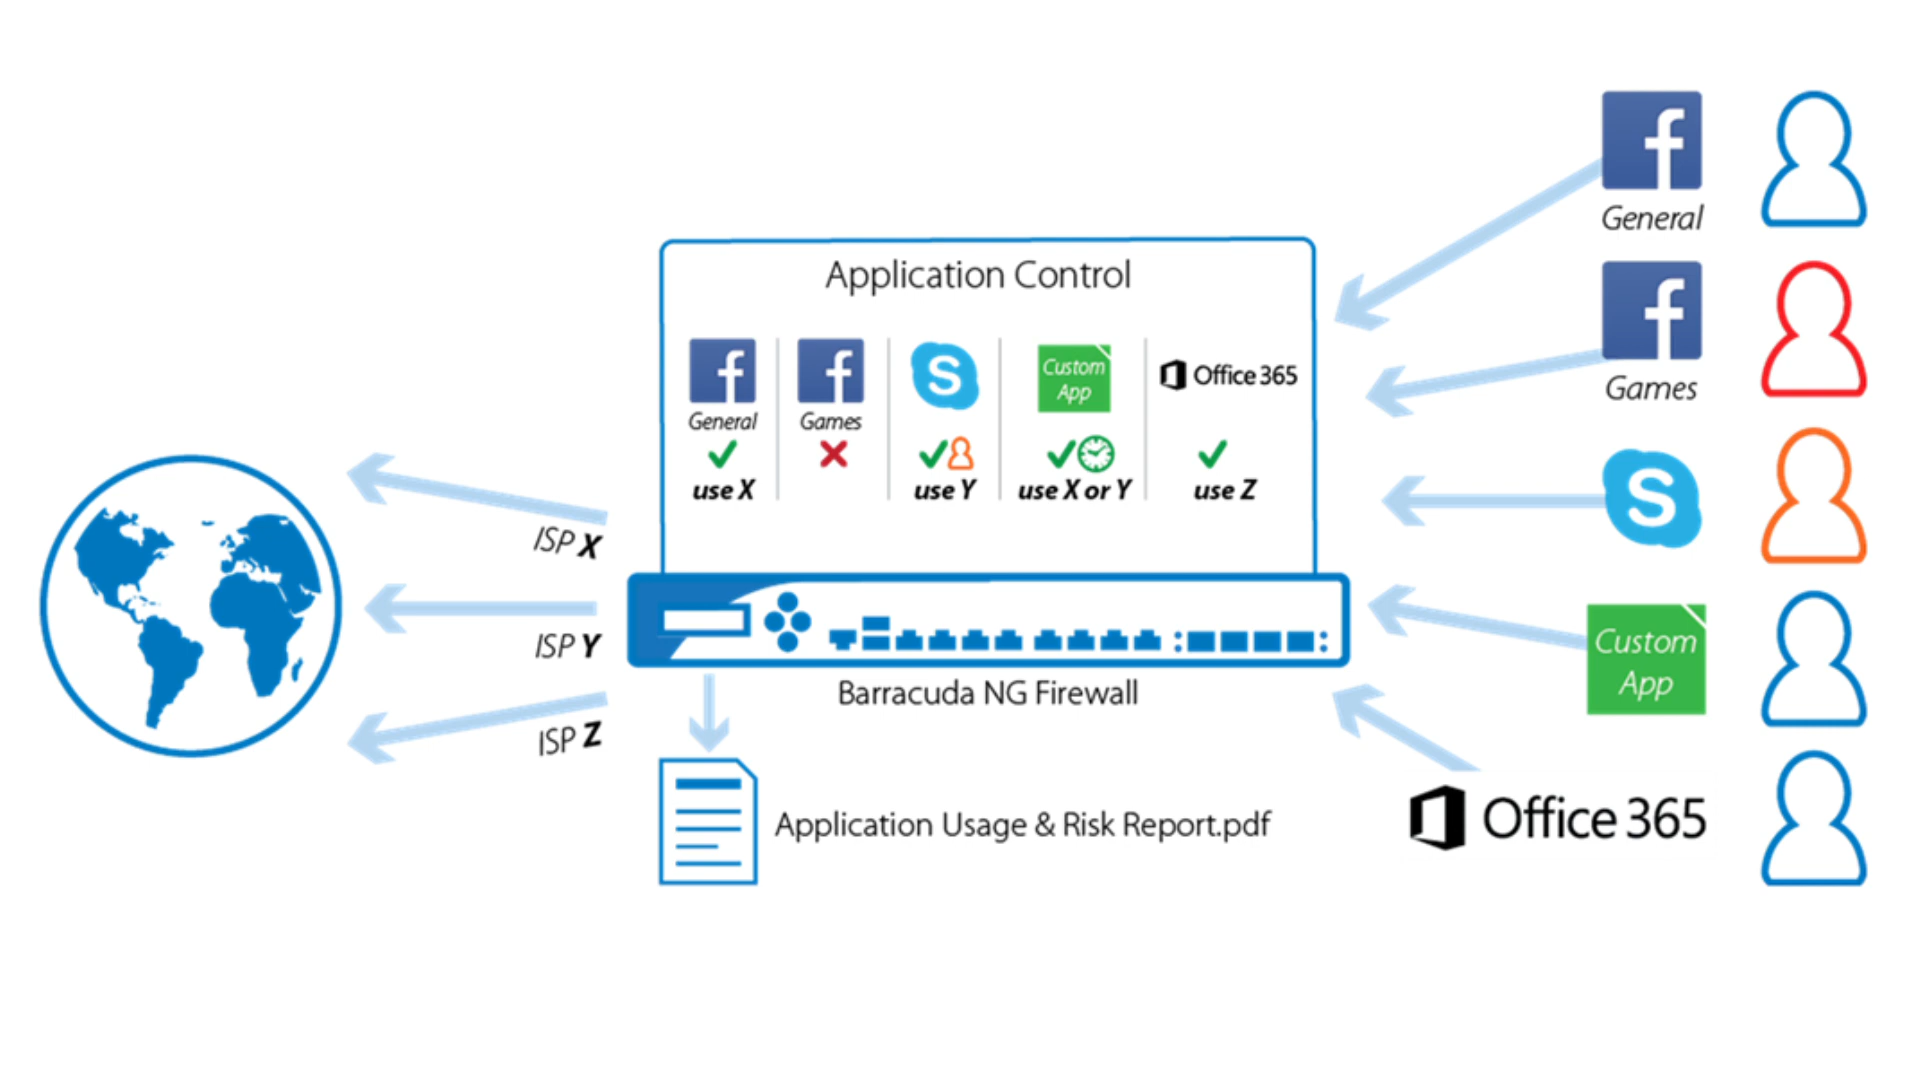 General
Games
Custom
App
Office 365
Application Control
General
Games
S
Custom
App
Office 365
use X
use Y
use X or Y
use Z
ISP X
ISP Y
ISP Z
Barracuda NG Firewall
Application Usage & Risk Report.pdf
f
f
f
f
S